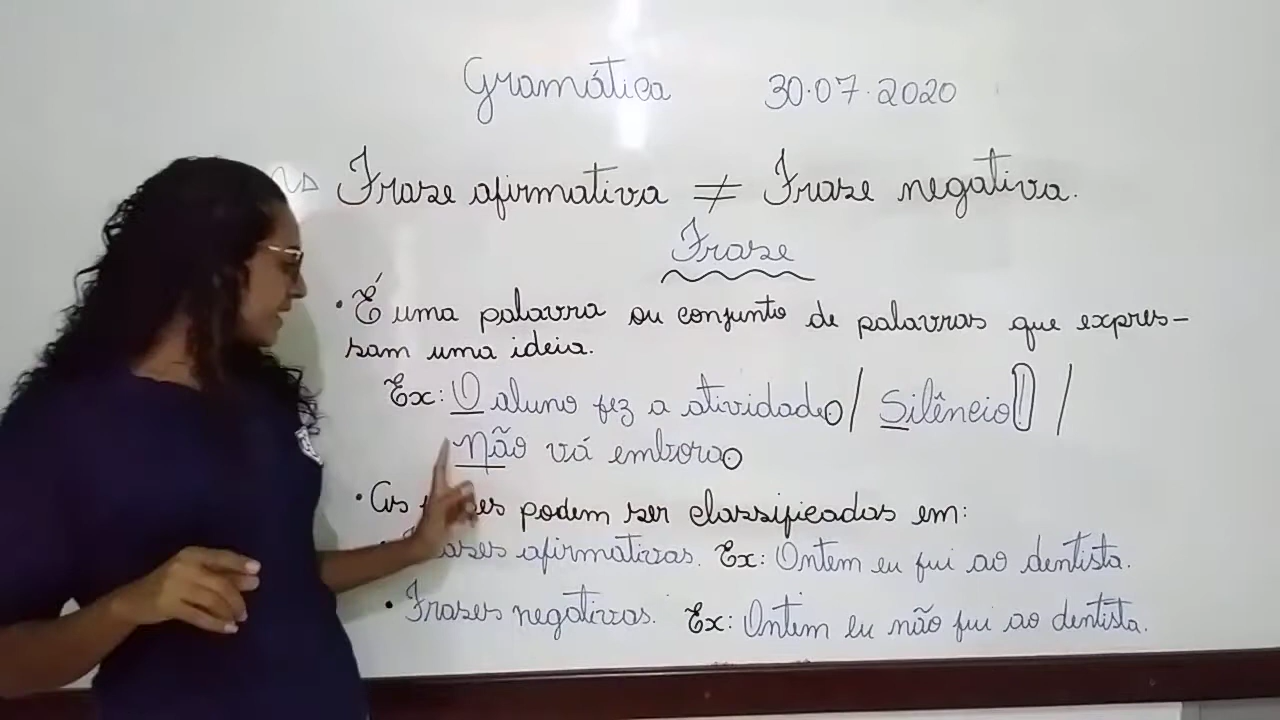 Gramática 30.07.2020
Frase afirmativa ≠ Frase negativa.
Frase
• É uma palavra ou conjunto de palavras que expres-
sam uma ideia.
Ex: O aluno fez a atividade. / Silêncio! /
Não vá embora.
• As podem ser classificadas em:
afirmativas. Ex: Ontem eu fui ao dentista.
• Frases negativas. Ex: Ontem eu não fui ao dentista.